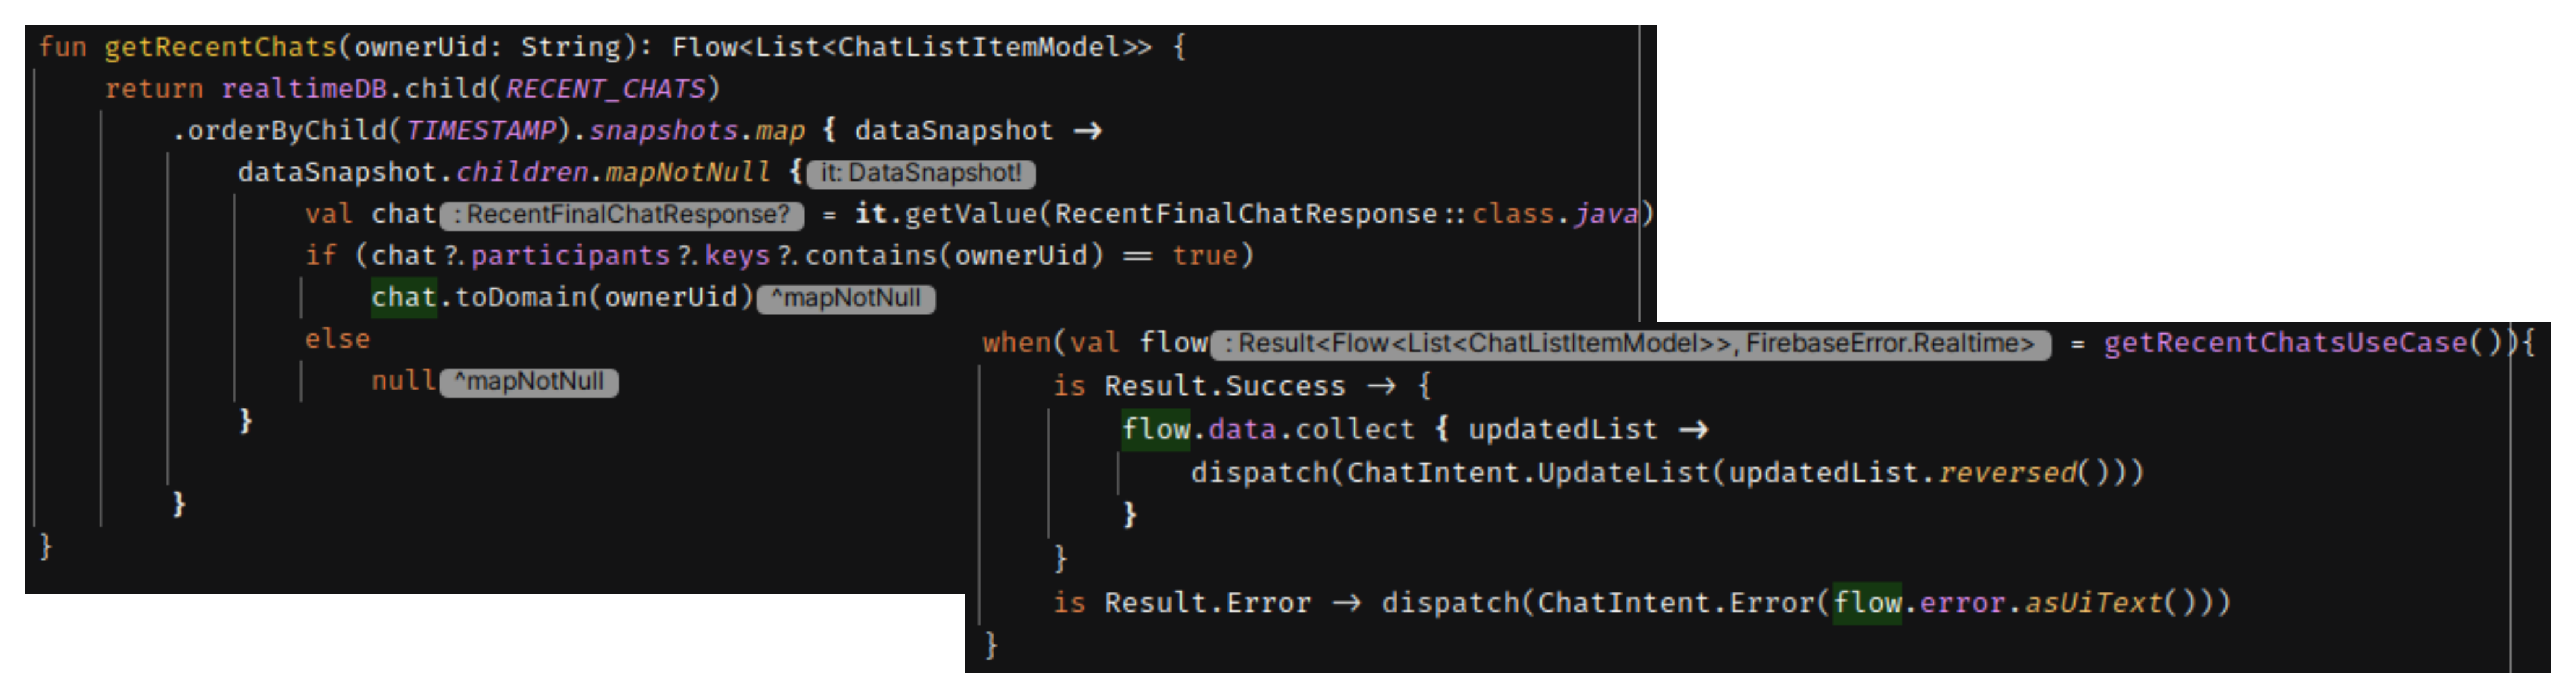 fun getRecentChats(ownerUid: String): Flow<List<ChatListItemModel>> {
    return realtimeDB.child(RECENT_CHATS)
        .orderByChild(TIMESTAMP).snapshots.map { dataSnapshot →
            dataSnapshot.children.mapNotNull { it: DataSnapshot!
                val chat : RecentFinalChatResponse? = it.getValue(RecentFinalChatResponse::class.java)
                if (chat?.participants?.keys?.contains(ownerUid) == true)
                    chat.toDomain(ownerUid) ^mapNotNull
                else
                    null ^mapNotNull
            }
        }
}
when(val flow : Result<Flow<List<ChatListItemModel>>, FirebaseError.Realtime> = getRecentChatsUseCase()){
    is Result.Success → {
        flow.data.collect { updatedList →
            dispatch(ChatIntent.UpdateList(updatedList.reversed()))
        }
    }
    is Result.Error → dispatch(ChatIntent.Error(flow.error.asUiText()))
}